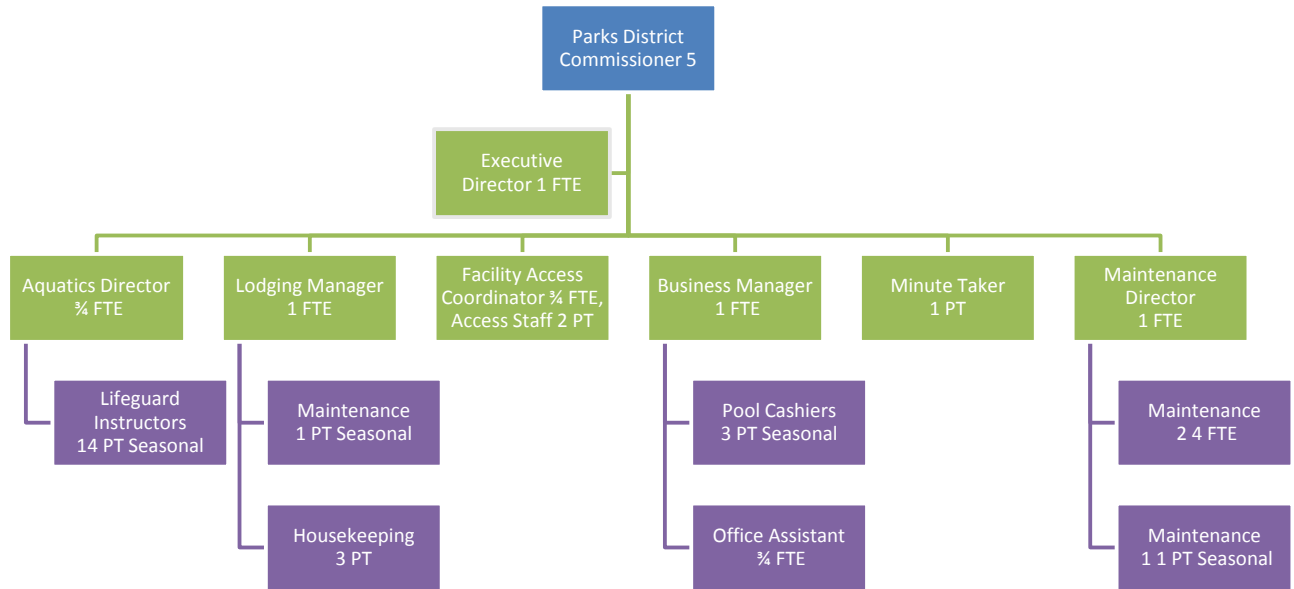 Parks District
Commissioner 5
Executive
Director 1 FTE
Aquatics Director
¾ FTE
Lodging Manager
1 FTE
Facility Access
Coordinator ¾ FTE,
Access Staff 2 PT
Business Manager
1 FTE
Minute Taker
1 PT
Maintenance
Director
1 FTE
Lifeguard
Instructors
14 PT Seasonal
Maintenance
1 PT Seasonal
Pool Cashiers
3 PT Seasonal
Maintenance
2 4 FTE
Housekeeping
3 PT
Office Assistant
¾ FTE
Maintenance
1 1 PT Seasonal